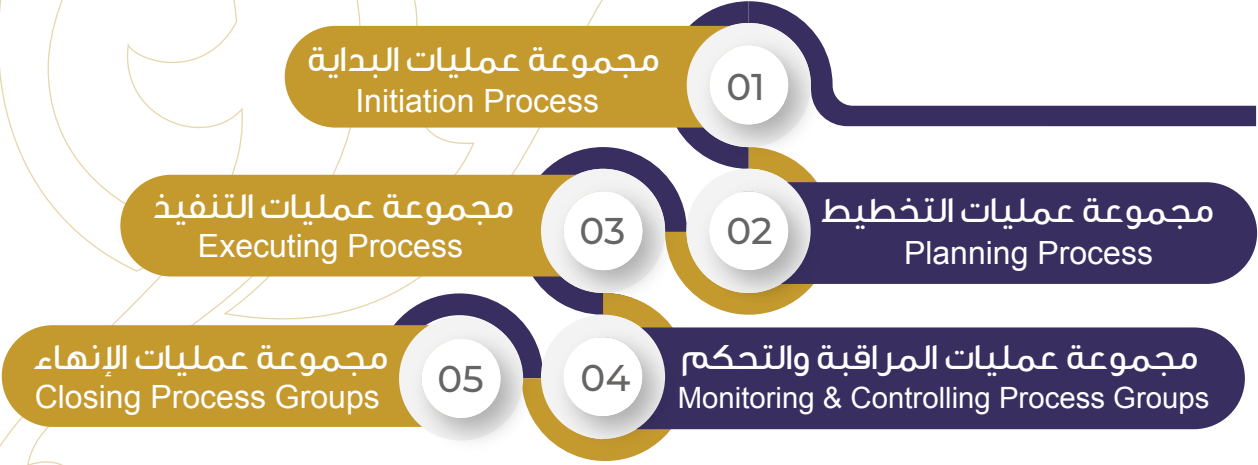 مجموعة عمليات البداية
Initiation Process
01
مجموعة عمليات التخطيط
Planning Process
02
مجموعة عمليات التنفيذ
Executing Process
03
مجموعة عمليات المراقبة والتحكم
Monitoring & Controlling Process Groups
04
مجموعة عمليات الإنهاء
Closing Process Groups
05